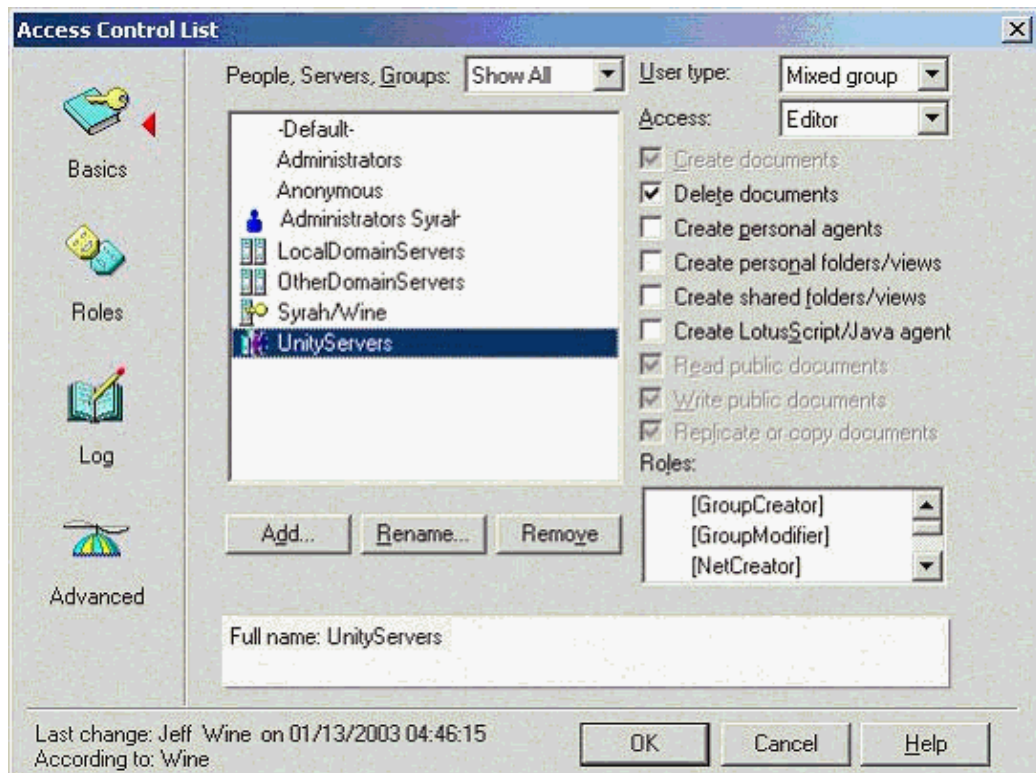 Access Control List
Basics
Roles
Log
Advanced
People, Servers, Groups: Show All
-Default-
Administrators
Anonymous
Administrators Syrah
LocalDomainServers
OtherDomainServers
Syrah/Wine
UnityServers
Add... Rename... Remove
User type: Mixed group
Access: Editor
Create documents
Delete documents
Create personal agents
Create personal folders/views
Create shared folders/views
Create LotusScript/Java agent
Read public documents
Write public documents
Replicate or copy documents
Roles:
[GroupCreator]
[GroupModifier]
[NetCreator]
Full name: UnityServers
Last change: Jeff Wine on 01/13/2003 04:46:15
According to: Wine
OK Cancel Help